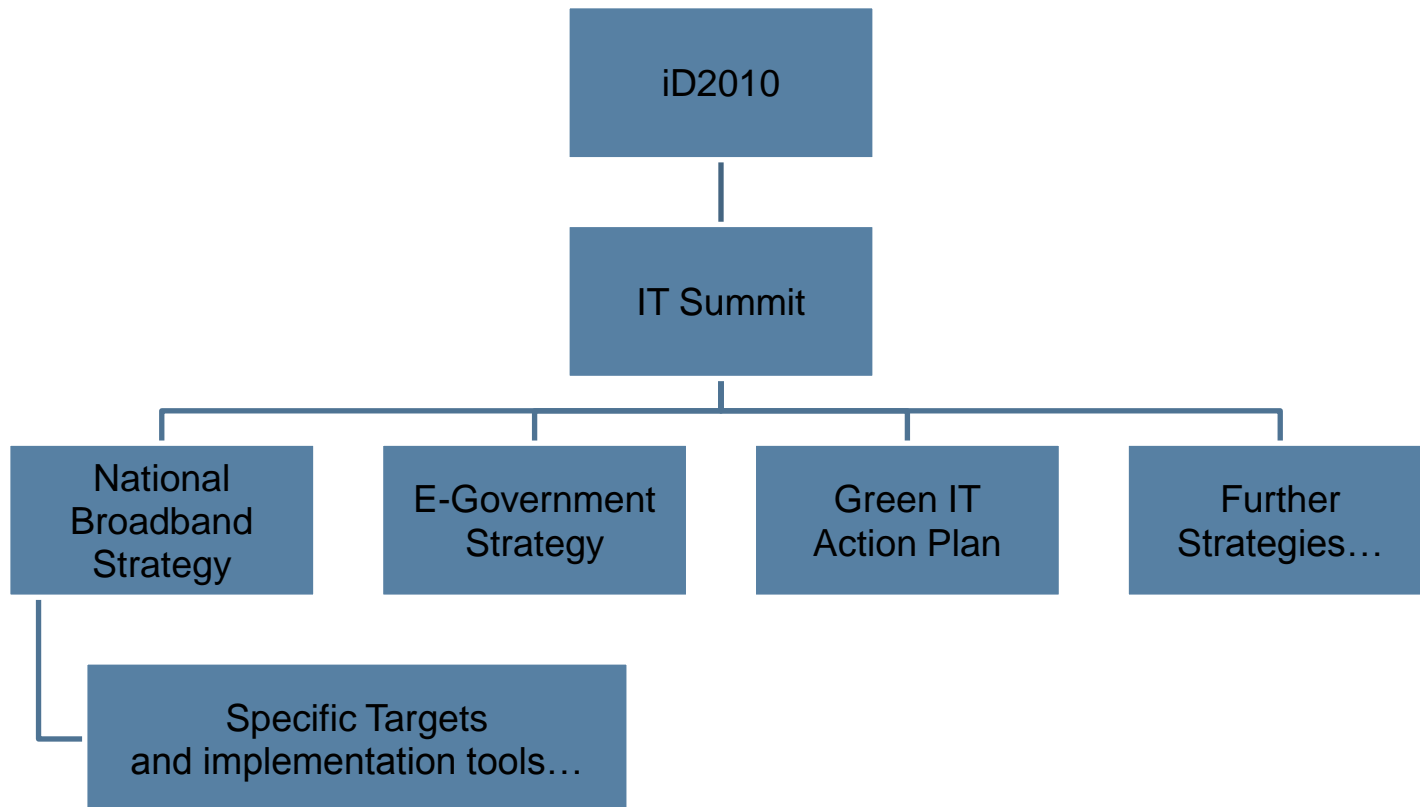 iD2010
IT Summit
National
Broadband
Strategy
E-Government
Strategy
Green IT
Action Plan
Further
Strategies…
Specific Targets
and implementation tools…